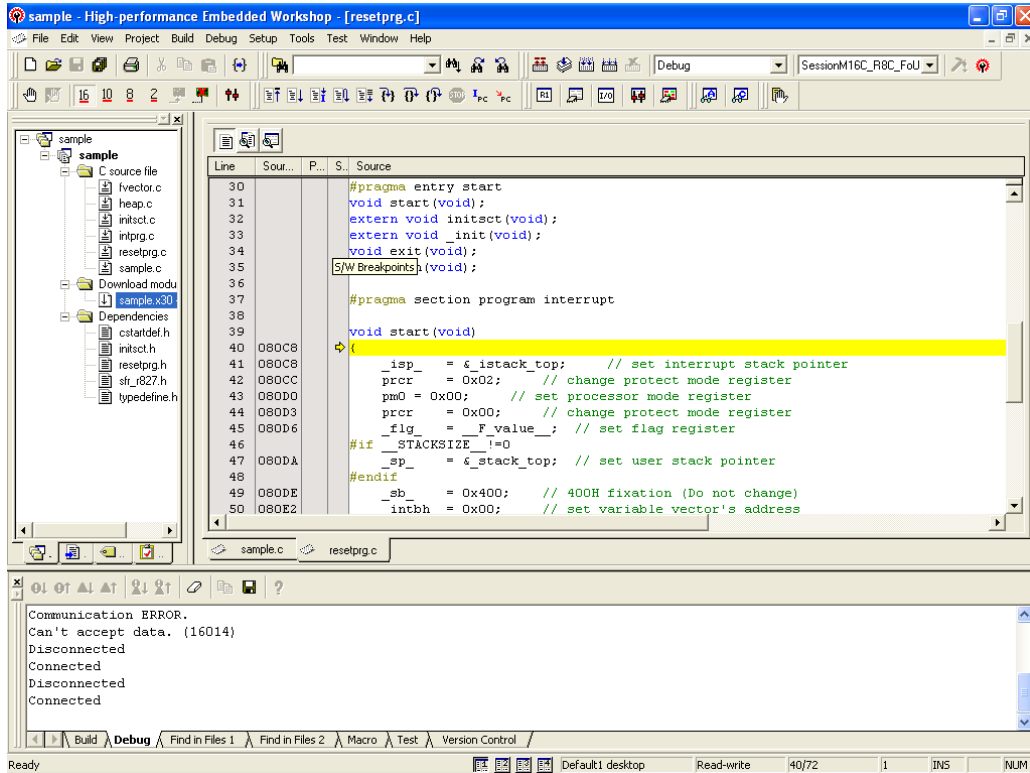 sample - High-performance Embedded Workshop - [resetprg.c]
File Edit View Project Build Debug Setup Tools Test Window Help
Debug SessionM16C_R8C_FoU
16 10 8 2
sample
sample
C source file
fvector.c
heap.c
initsct.c
intprg.c
resetprg.c
sample.c
Download modu
sample.x30
Dependencies
cstartdef.h
initsct.h
resetprg.h
sfr_r827.h
typedefine.h
Line Sour... P... S.. Source
30 #pragma entry start
31 void start(void);
32 extern void initsct(void);
33 extern void _init(void);
34 void exit(void);
35 S/W Breakpoints (void);
36
37 #pragma section program interrupt
38
39 void start(void)
40 080C8 {
41 080C8 _isp_ = &_istack_top; // set interrupt stack pointer
42 080CC prcr = 0x02; // change protect mode register
43 080D0 pm0 = 0x00; // set processor mode register
44 080D3 prcr = 0x00; // change protect mode register
45 080D6 _flg_ = __F_value__; // set flag register
46 #if __STACKSIZE__!=0
47 080DA _sp_ = &_stack_top; // set user stack pointer
48 #endif
49 080DE _sb_ = 0x400; // 400H fixation (Do not change)
50 080E2 _intbh_ = 0x00; // set variable vector's address
sample.c resetprg.c
Communication ERROR.
Can't accept data. (16014)
Disconnected
Connected
Disconnected
Connected
Build Debug Find in Files 1 Find in Files 2 Macro Test Version Control
Ready 1 2 3 4 Default1 desktop Read-write 40/72 1 INS NUM